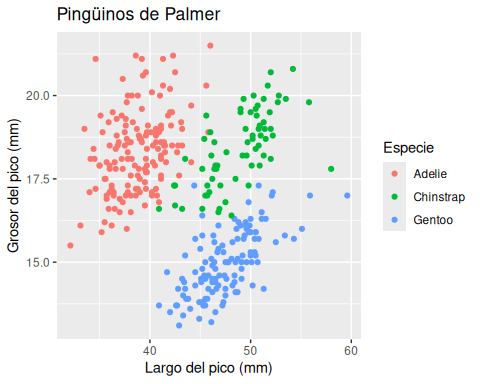 Pingüinos de Palmer
Grosor del pico (mm)
20.0
17.5
15.0
40
50
60
Largo del pico (mm)
Especie
Adelie
Chinstrap
Gentoo